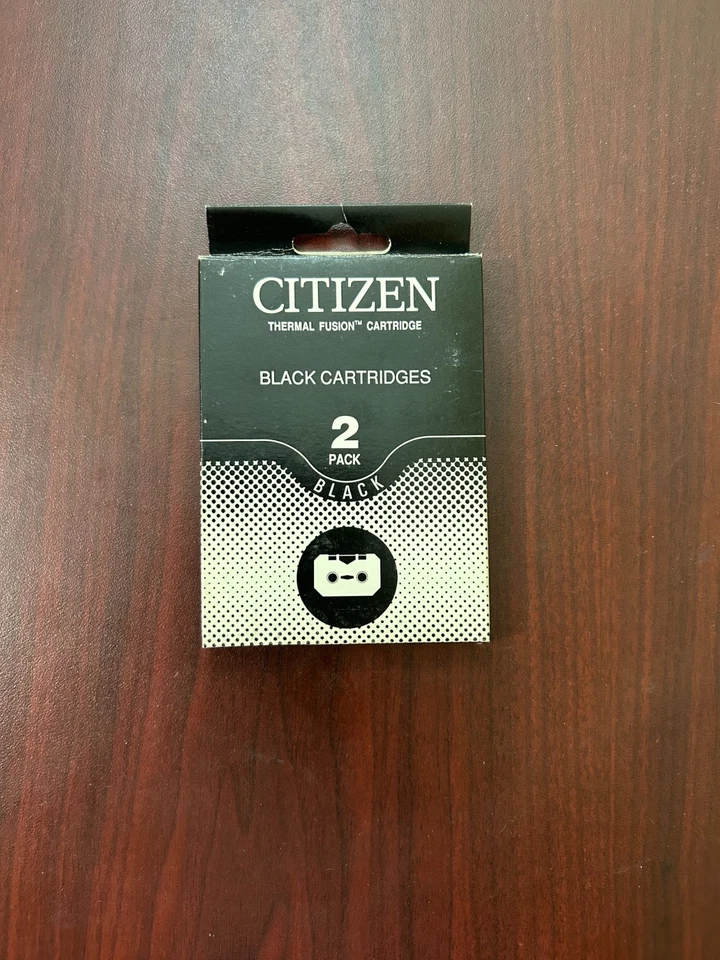 CITIZEN
THERMAL FUSION™ CARTRIDGE
BLACK CARTRIDGES
2
PACK
BLACK